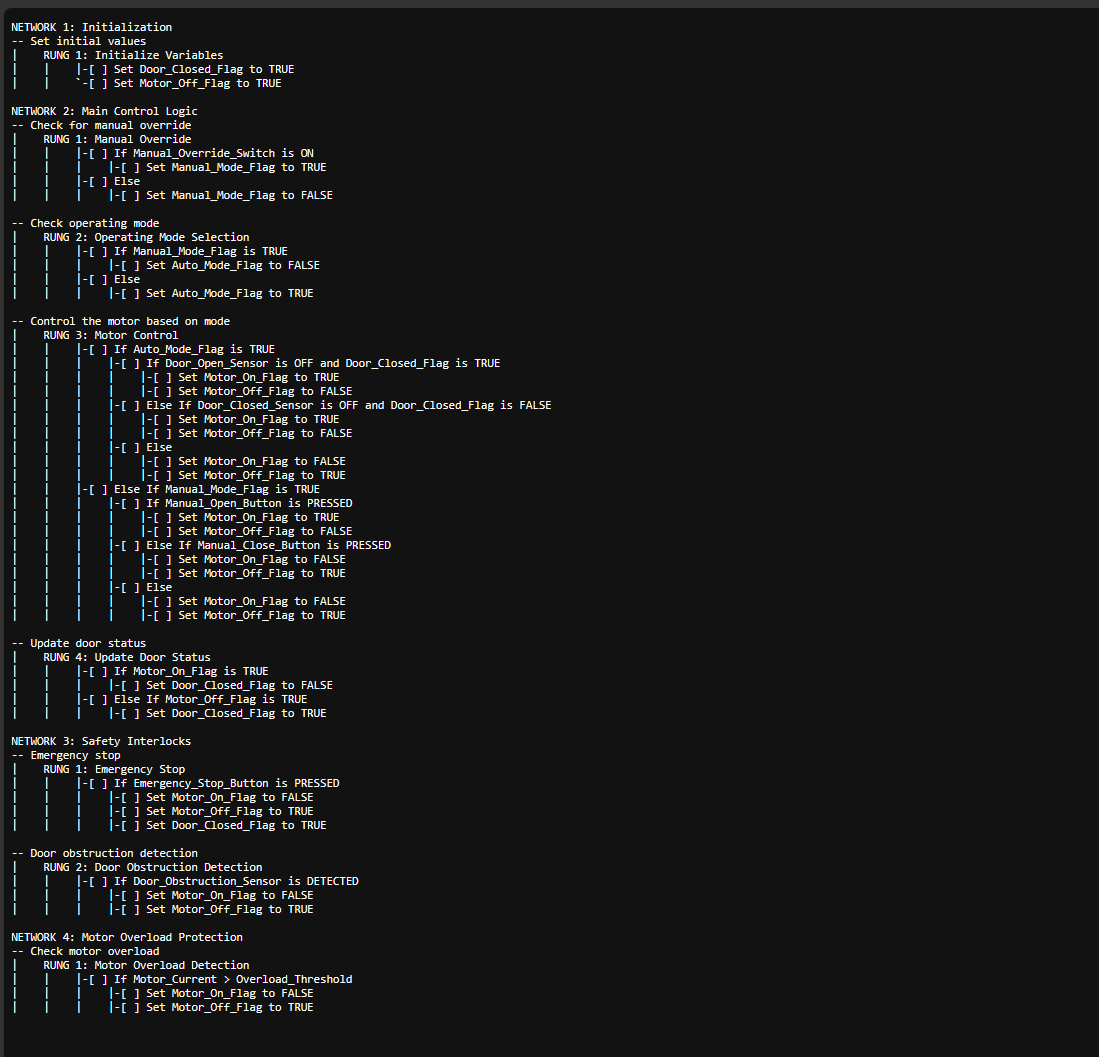 NETWORK 1: Initialization
-- Set initial values
|   RUNG 1: Initialize Variables
|   |    |-[ ] Set Door_Closed_Flag to TRUE
|   |    `-[ ] Set Motor_Off_Flag to TRUE

NETWORK 2: Main Control Logic
-- Check for manual override
|   RUNG 1: Manual Override
|   |    |-[ ] If Manual_Override_Switch is ON
|   |    |    |-[ ] Set Manual_Mode_Flag to TRUE
|   |    |-[ ] Else
|   |    |    |-[ ] Set Manual_Mode_Flag to FALSE

-- Check operating mode
|   RUNG 2: Operating Mode Selection
|   |    |-[ ] If Manual_Mode_Flag is TRUE
|   |    |    |-[ ] Set Auto_Mode_Flag to FALSE
|   |    |-[ ] Else
|   |    |    |-[ ] Set Auto_Mode_Flag to TRUE

-- Control the motor based on mode
|   RUNG 3: Motor Control
|   |    |-[ ] If Auto_Mode_Flag is TRUE
|   |    |    |-[ ] If Door_Open_Sensor is OFF and Door_Closed_Flag is TRUE
|   |    |    |    |-[ ] Set Motor_On_Flag to TRUE
|   |    |    |    |-[ ] Set Motor_Off_Flag to FALSE
|   |    |    |-[ ] Else If Door_Closed_Sensor is OFF and Door_Closed_Flag is FALSE
|   |    |    |    |-[ ] Set Motor_On_Flag to TRUE
|   |    |    |    |-[ ] Set Motor_Off_Flag to FALSE
|   |    |    |-[ ] Else
|   |    |    |    |-[ ] Set Motor_On_Flag to FALSE
|   |    |    |    |-[ ] Set Motor_Off_Flag to TRUE
|   |    |-[ ] Else If Manual_Mode_Flag is TRUE
|   |    |    |-[ ] If Manual_Open_Button is PRESSED
|   |    |    |    |-[ ] Set Motor_On_Flag to TRUE
|   |    |    |    |-[ ] Set Motor_Off_Flag to FALSE
|   |    |    |-[ ] Else If Manual_Close_Button is PRESSED
|   |    |    |    |-[ ] Set Motor_On_Flag to FALSE
|   |    |    |    |-[ ] Set Motor_Off_Flag to TRUE
|   |    |    |-[ ] Else
|   |    |    |    |-[ ] Set Motor_On_Flag to FALSE
|   |    |    |    |-[ ] Set Motor_Off_Flag to TRUE

-- Update door status
|   RUNG 4: Update Door Status
|   |    |-[ ] If Motor_On_Flag is TRUE
|   |    |    |-[ ] Set Door_Closed_Flag to FALSE
|   |    |-[ ] Else If Motor_Off_Flag is TRUE
|   |    |    |-[ ] Set Door_Closed_Flag to TRUE

NETWORK 3: Safety Interlocks
-- Emergency stop
|   RUNG 1: Emergency Stop
|   |    |-[ ] If Emergency_Stop_Button is PRESSED
|   |    |    |-[ ] Set Motor_On_Flag to FALSE
|   |    |    |-[ ] Set Motor_Off_Flag to TRUE
|   |    |    |-[ ] Set Door_Closed_Flag to TRUE

-- Door obstruction detection
|   RUNG 2: Door Obstruction Detection
|   |    |-[ ] If Door_Obstruction_Sensor is DETECTED
|   |    |    |-[ ] Set Motor_On_Flag to FALSE
|   |    |    |-[ ] Set Motor_Off_Flag to TRUE

NETWORK 4: Motor Overload Protection
-- Check motor overload
|   RUNG 1: Motor Overload Detection
|   |    |-[ ] If Motor_Current > Overload_Threshold
|   |    |    |-[ ] Set Motor_On_Flag to FALSE
|   |    |    |-[ ] Set Motor_Off_Flag to TRUE